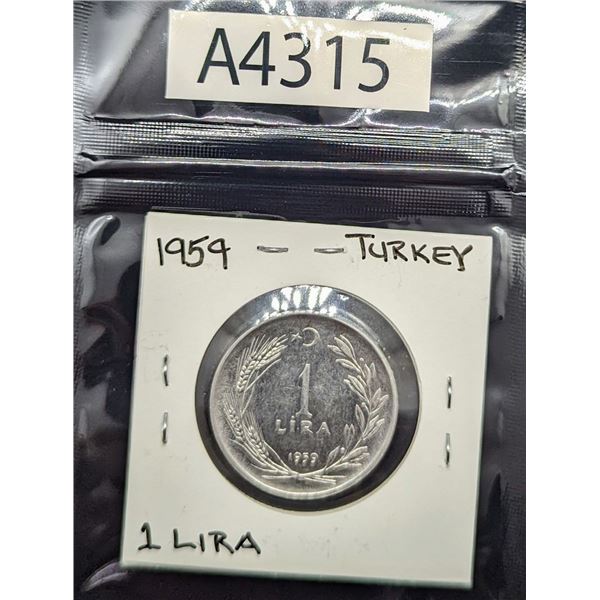 A4315
1959 — — TURKEY
1
LİRA
1959
1 LIRA